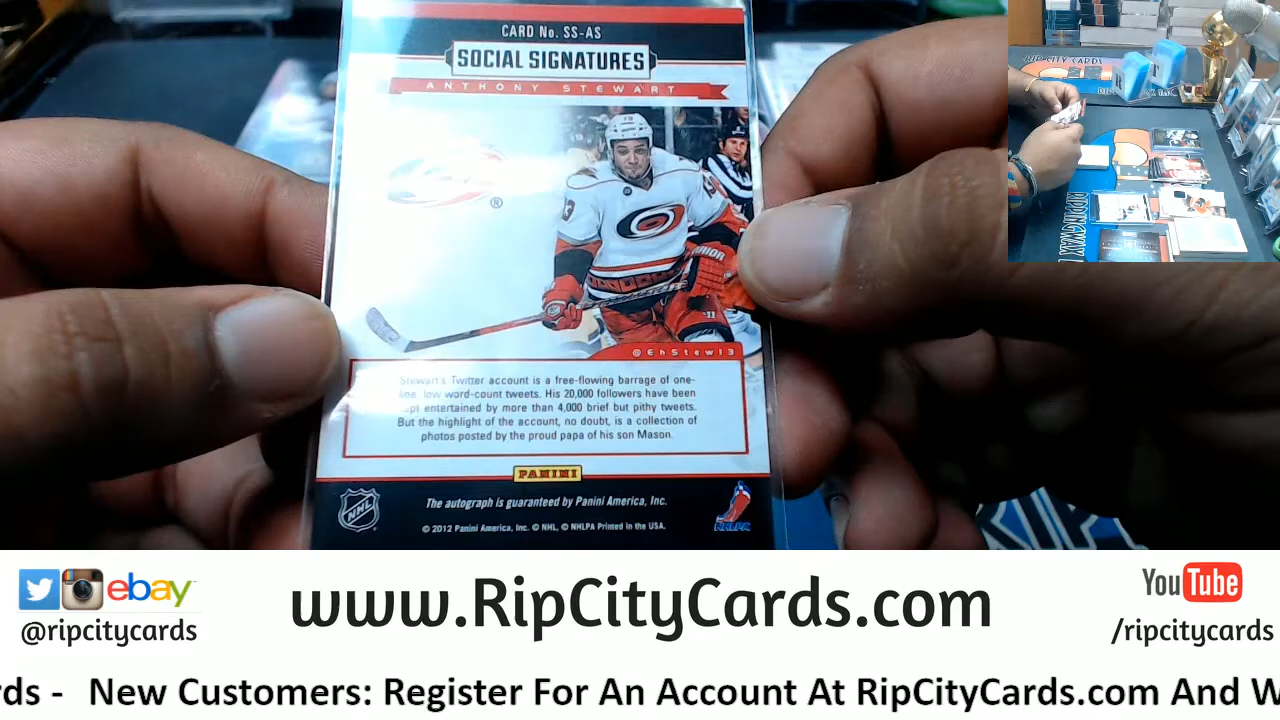 CARD No. SS-AS
SOCIAL SIGNATURES
ANTHONY STEWART
®
@EhStew13
Stewart's Twitter account is a free-flowing barrage of one-
line, low word-count tweets. His 20,000 followers have been
entertained by more than 4,000 brief but pithy tweets.
But the highlight of the account, no doubt, is a collection of
photos posted by the proud papa of his son Mason.
PANINI
NHL
The autograph is guaranteed by Panini America, Inc.
© 2012 Panini America, Inc. © NHL, © NHLPA Printed in the USA.
NHLPA
RIP CITY CARDS
RIP
ebay
@ripcitycards
www.RipCityCards.com
YouTube
/ripcitycards
rds - New Customers: Register For An Account At RipCityCards.com And W